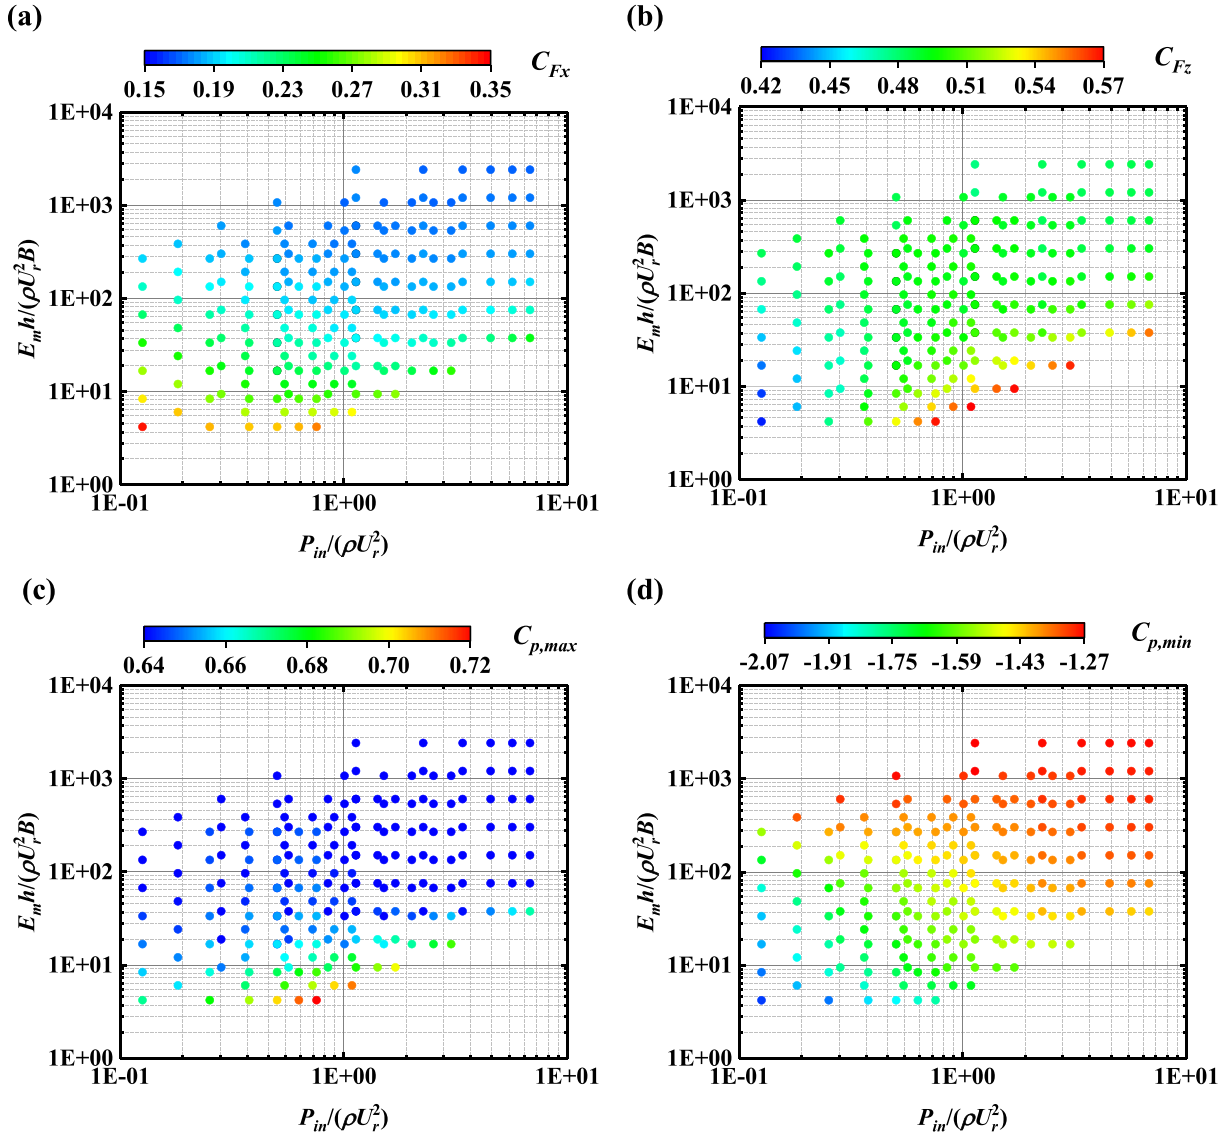 (a)
C_Fx
0.15 0.19 0.23 0.27 0.31 0.35
1E+04
1E+03
1E+02
1E+01
1E+00
E_m h/(ρU_r^2 B)
1E-01 1E+00 1E+01
P_in/(ρU_r^2)
(b)
C_Fz
0.42 0.45 0.48 0.51 0.54 0.57
1E+04
1E+03
1E+02
1E+01
1E+00
E_m h/(ρU_r^2 B)
1E-01 1E+00 1E+01
P_in/(ρU_r^2)
(c)
C_p,max
0.64 0.66 0.68 0.70 0.72
1E+04
1E+03
1E+02
1E+01
1E+00
E_m h/(ρU_r^2 B)
1E-01 1E+00 1E+01
P_in/(ρU_r^2)
(d)
C_p,min
-2.07 -1.91 -1.75 -1.59 -1.43 -1.27
1E+04
1E+03
1E+02
1E+01
1E+00
E_m h/(ρU_r^2 B)
1E-01 1E+00 1E+01
P_in/(ρU_r^2)